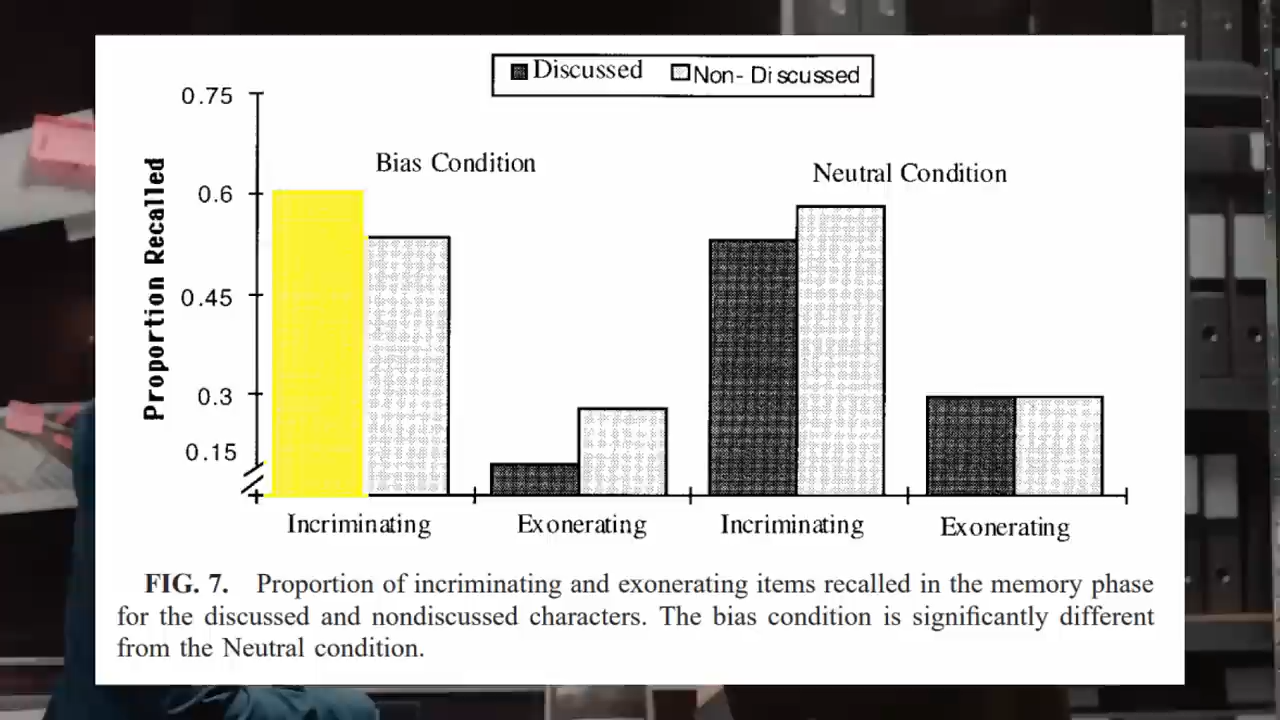 Discussed Non-Discussed
0.75
Bias Condition
Neutral Condition
0.6
0.45
0.3
0.15
Proportion Recalled
Incriminating Exonerating Incriminating Exonerating
FIG. 7. Proportion of incriminating and exonerating items recalled in the memory phase
for the discussed and nondiscussed characters. The bias condition is significantly different
from the Neutral condition.